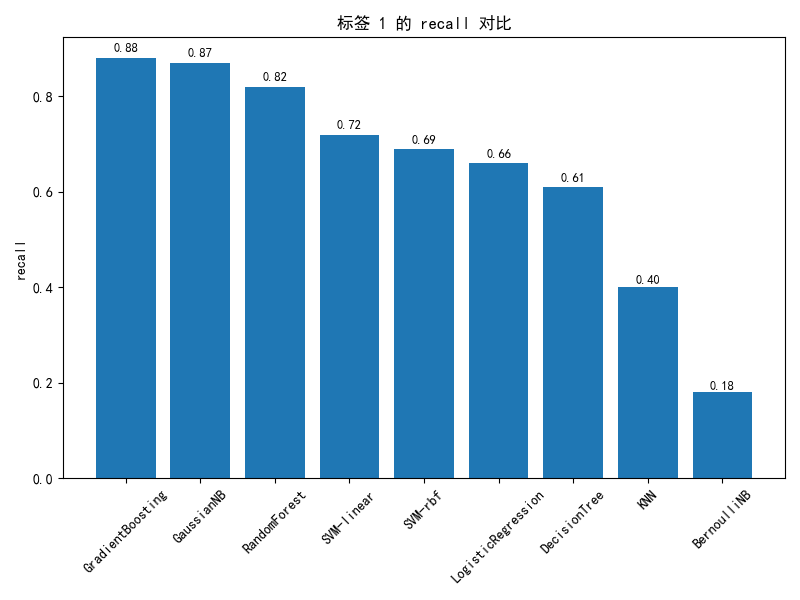 标签 1 的 recall 对比
recall
0.8
0.6
0.4
0.2
0.0
0.88
0.87
0.82
0.72
0.69
0.66
0.61
0.40
0.18
GradientBoosting
GaussianNB
RandomForest
SVM-linear
SVM-rbf
LogisticRegression
DecisionTree
KNN
BernoulliNB